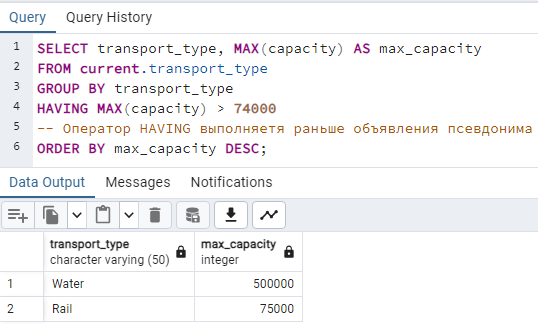 Query Query History
1 SELECT transport_type, MAX(capacity) AS max_capacity
2 FROM current.transport_type
3 GROUP BY transport_type
4 HAVING MAX(capacity) > 74000
5 -- Оператор HAVING выполняетя раньше объявления псевдонима
6 ORDER BY max_capacity DESC;
Data Output Messages Notifications
transport_type max_capacity
character varying (50) integer
1 Water 500000
2 Rail 75000